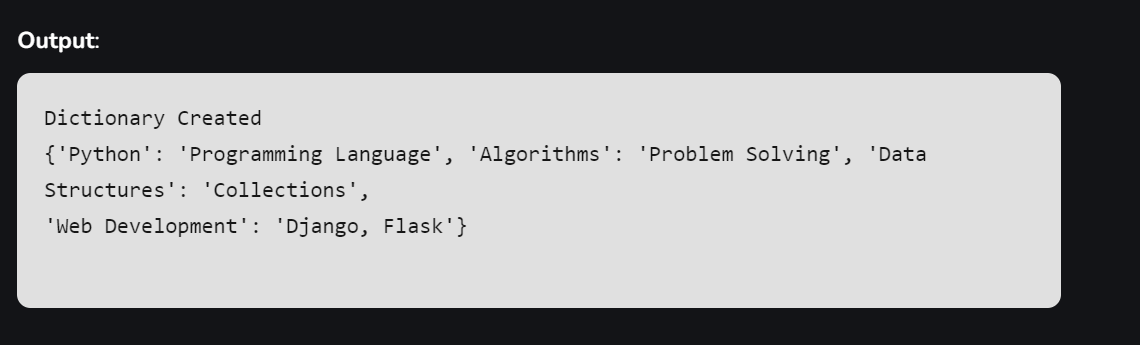 Output:
Dictionary Created
{'Python': 'Programming Language', 'Algorithms': 'Problem Solving', 'Data
Structures': 'Collections',
'Web Development': 'Django, Flask'}